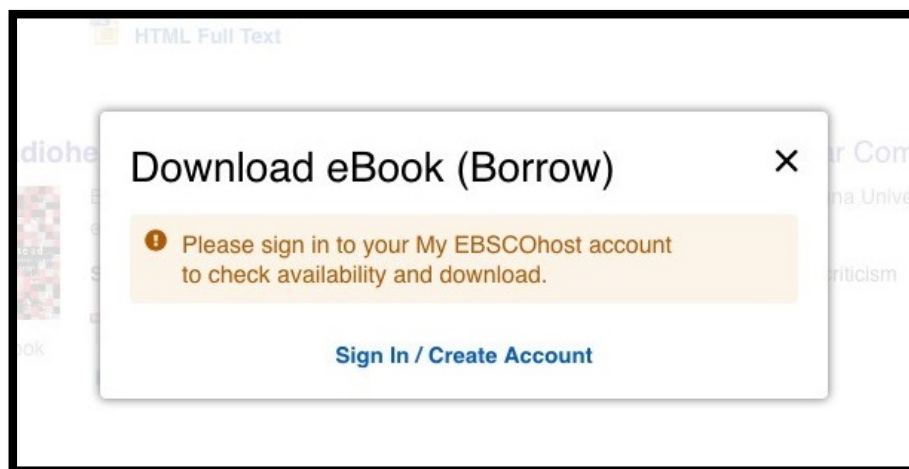 HTML Full Text
Download eBook (Borrow)
Please sign in to your My EBSCOhost account
to check availability and download.
Sign In / Create Account
riticism